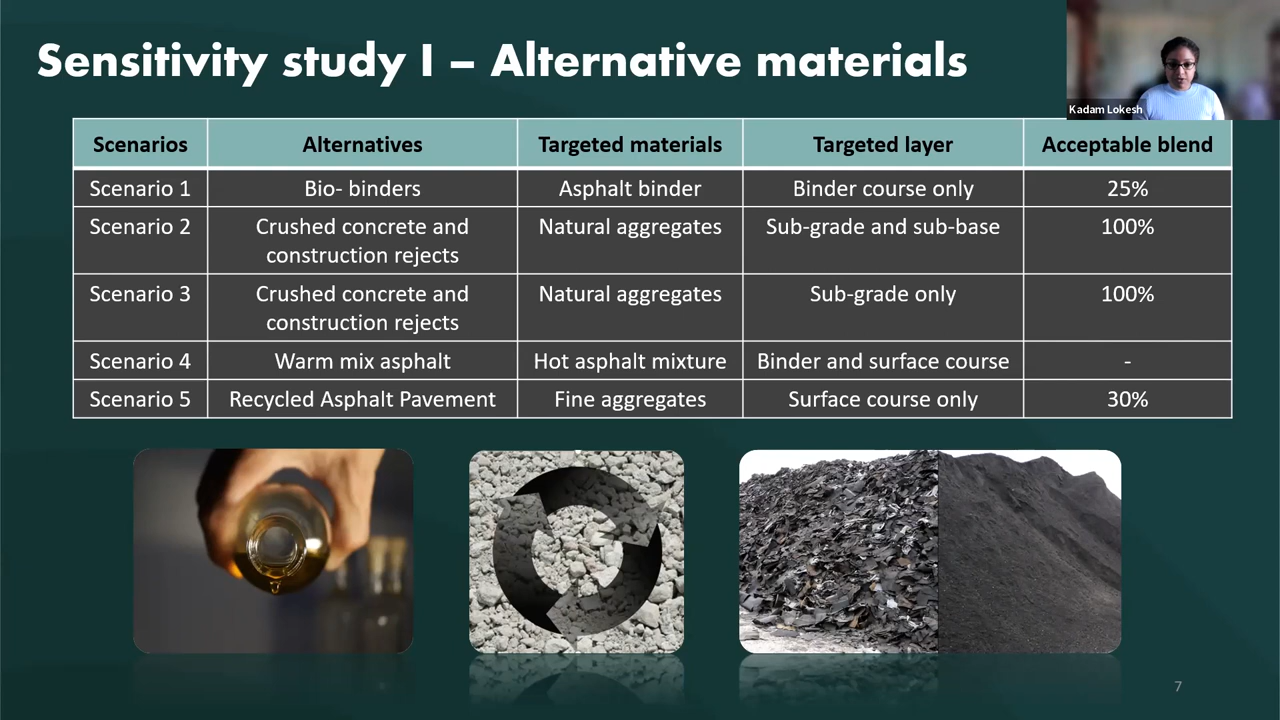 Sensitivity study I – Alternative materials
Kadam Lokesh
Scenarios Alternatives Targeted materials Targeted layer Acceptable blend
Scenario 1 Bio- binders Asphalt binder Binder course only 25%
Scenario 2 Crushed concrete and Natural aggregates Sub-grade and sub-base 100%
construction rejects
Scenario 3 Crushed concrete and Natural aggregates Sub-grade only 100%
construction rejects
Scenario 4 Warm mix asphalt Hot asphalt mixture Binder and surface course -
Scenario 5 Recycled Asphalt Pavement Fine aggregates Surface course only 30%
7